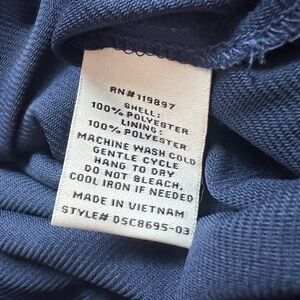 RN#119897
SHELL:
100% POLYESTER
LINING:
100% POLYESTER
MACHINE WASH COLD
GENTLE CYCLE
HANG TO DRY
DO NOT BLEACH,
COOL IRON IF NEEDED
MADE IN VIETNAM
STYLE# DSC8695-03